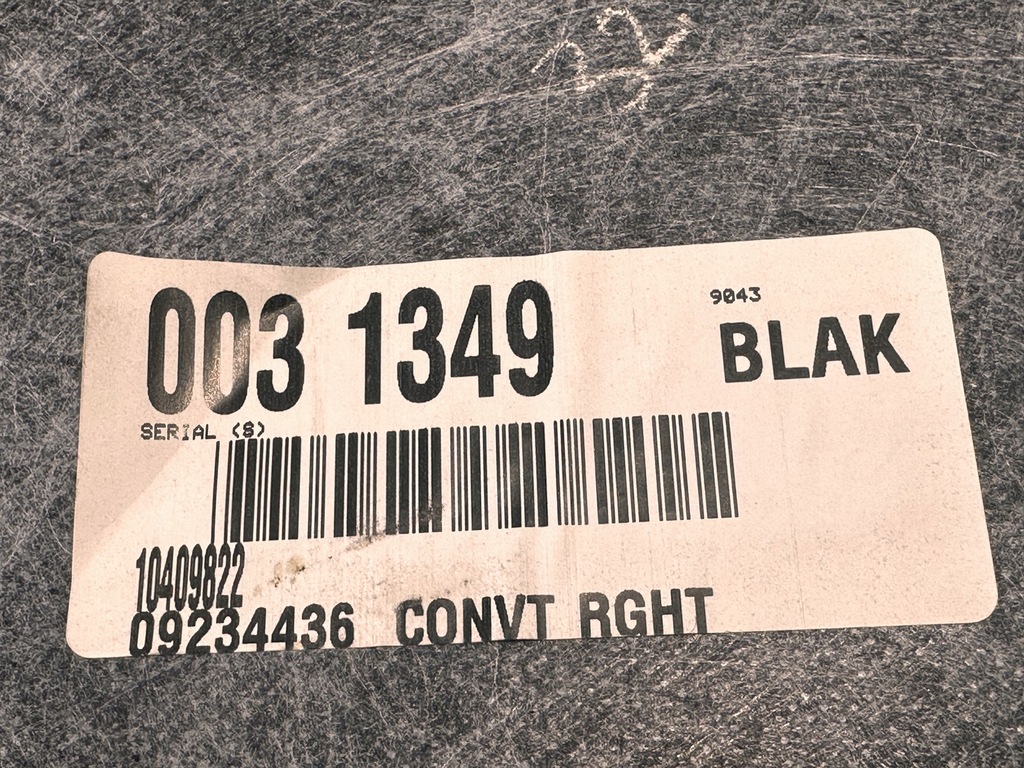 003 1349
9043
BLAK
SERIAL (S)
10409822
09234436 CONVT RGHT